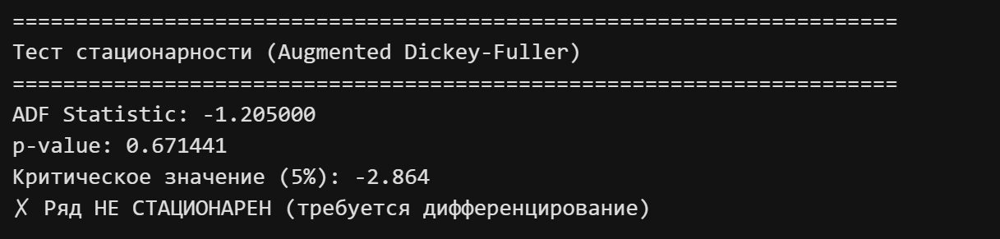 ======================================================================
Тест стационарности (Augmented Dickey-Fuller)
======================================================================
ADF Statistic: -1.205000
p-value: 0.671441
Критическое значение (5%): -2.864
✗ Ряд НЕ СТАЦИОНАРЕН (требуется дифференцирование)